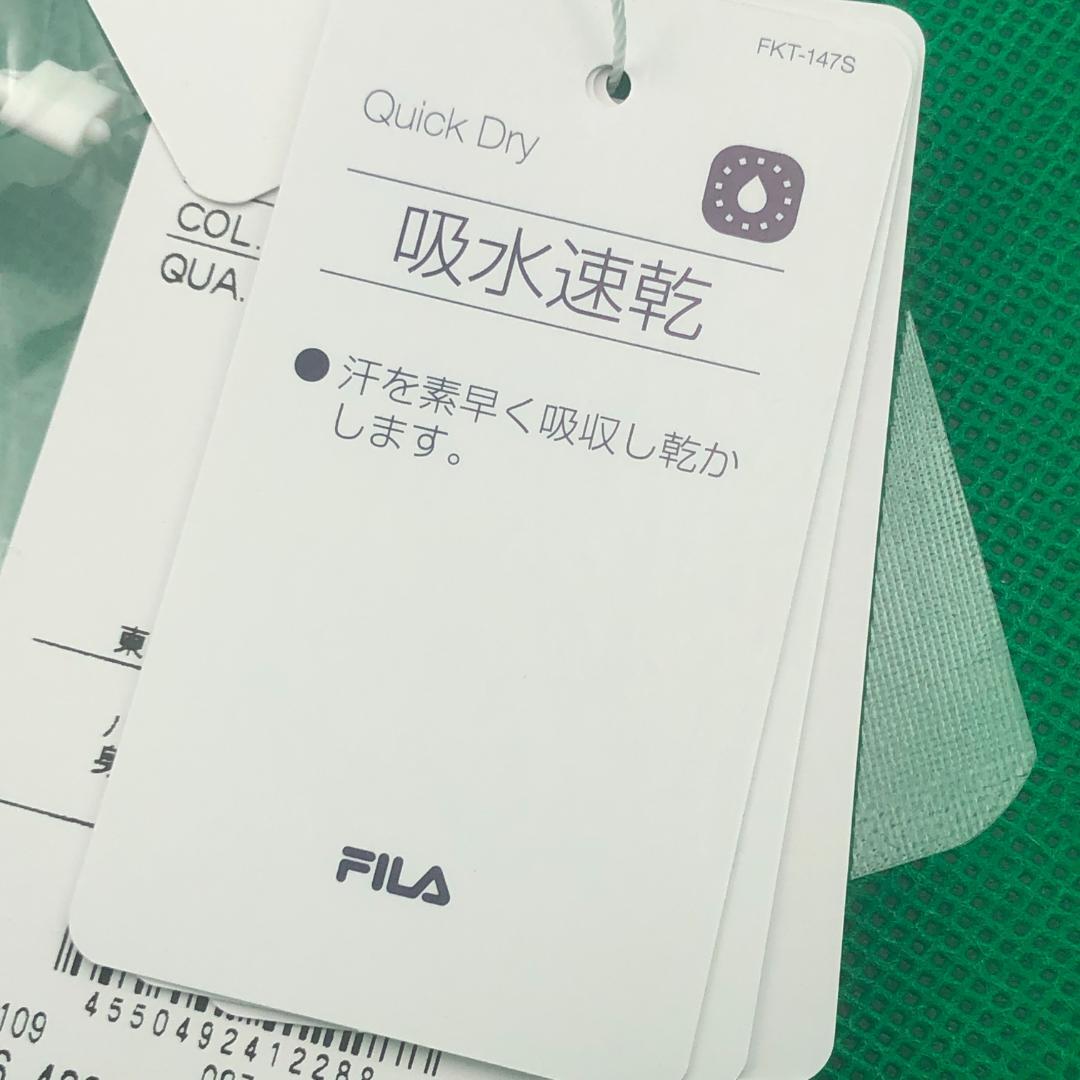 FKT-147S
Quick Dry
吸水速乾
●汗を素早く吸収し乾か
します。
FILA
COL.
QUA.
東
身
4550492412288
109